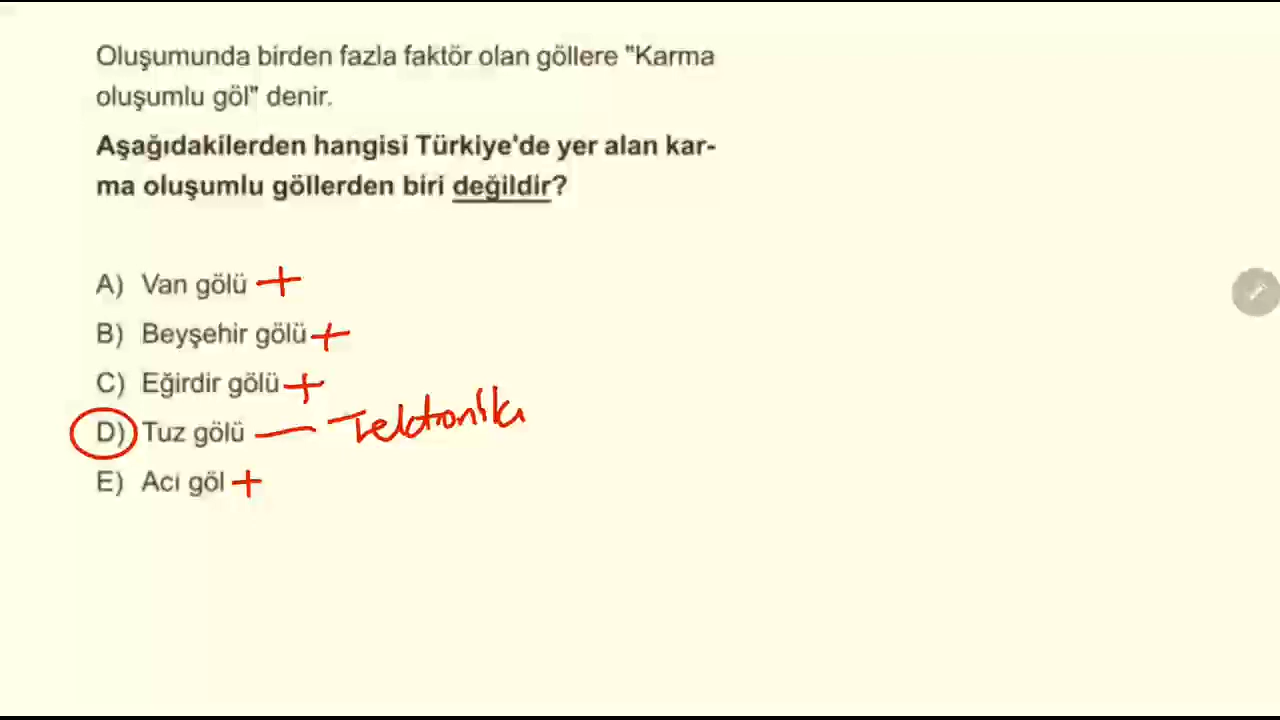 Oluşumunda birden fazla faktör olan göllere "Karma
oluşumlu göl" denir.
Aşağıdakilerden hangisi Türkiye'de yer alan kar-
ma oluşumlu göllerden biri değildir?
A) Van gölü +
B) Beyşehir gölü +
C) Eğirdir gölü +
D) Tuz gölü — Tektonik
E) Acı göl +